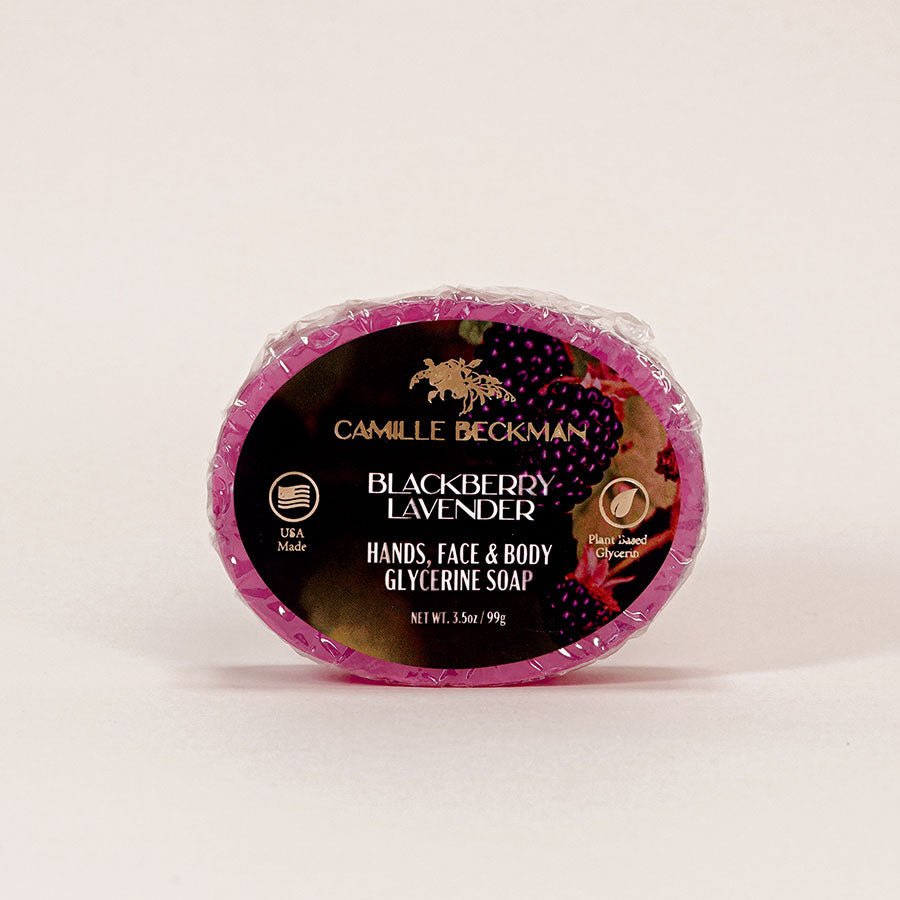 CAMILLE BECKMAN
BLACKBERRY
LAVENDER
USA
Made
Plant Based
Glycerin
HANDS, FACE & BODY
GLYCERINE SOAP
NET WT. 3.5oz / 99g